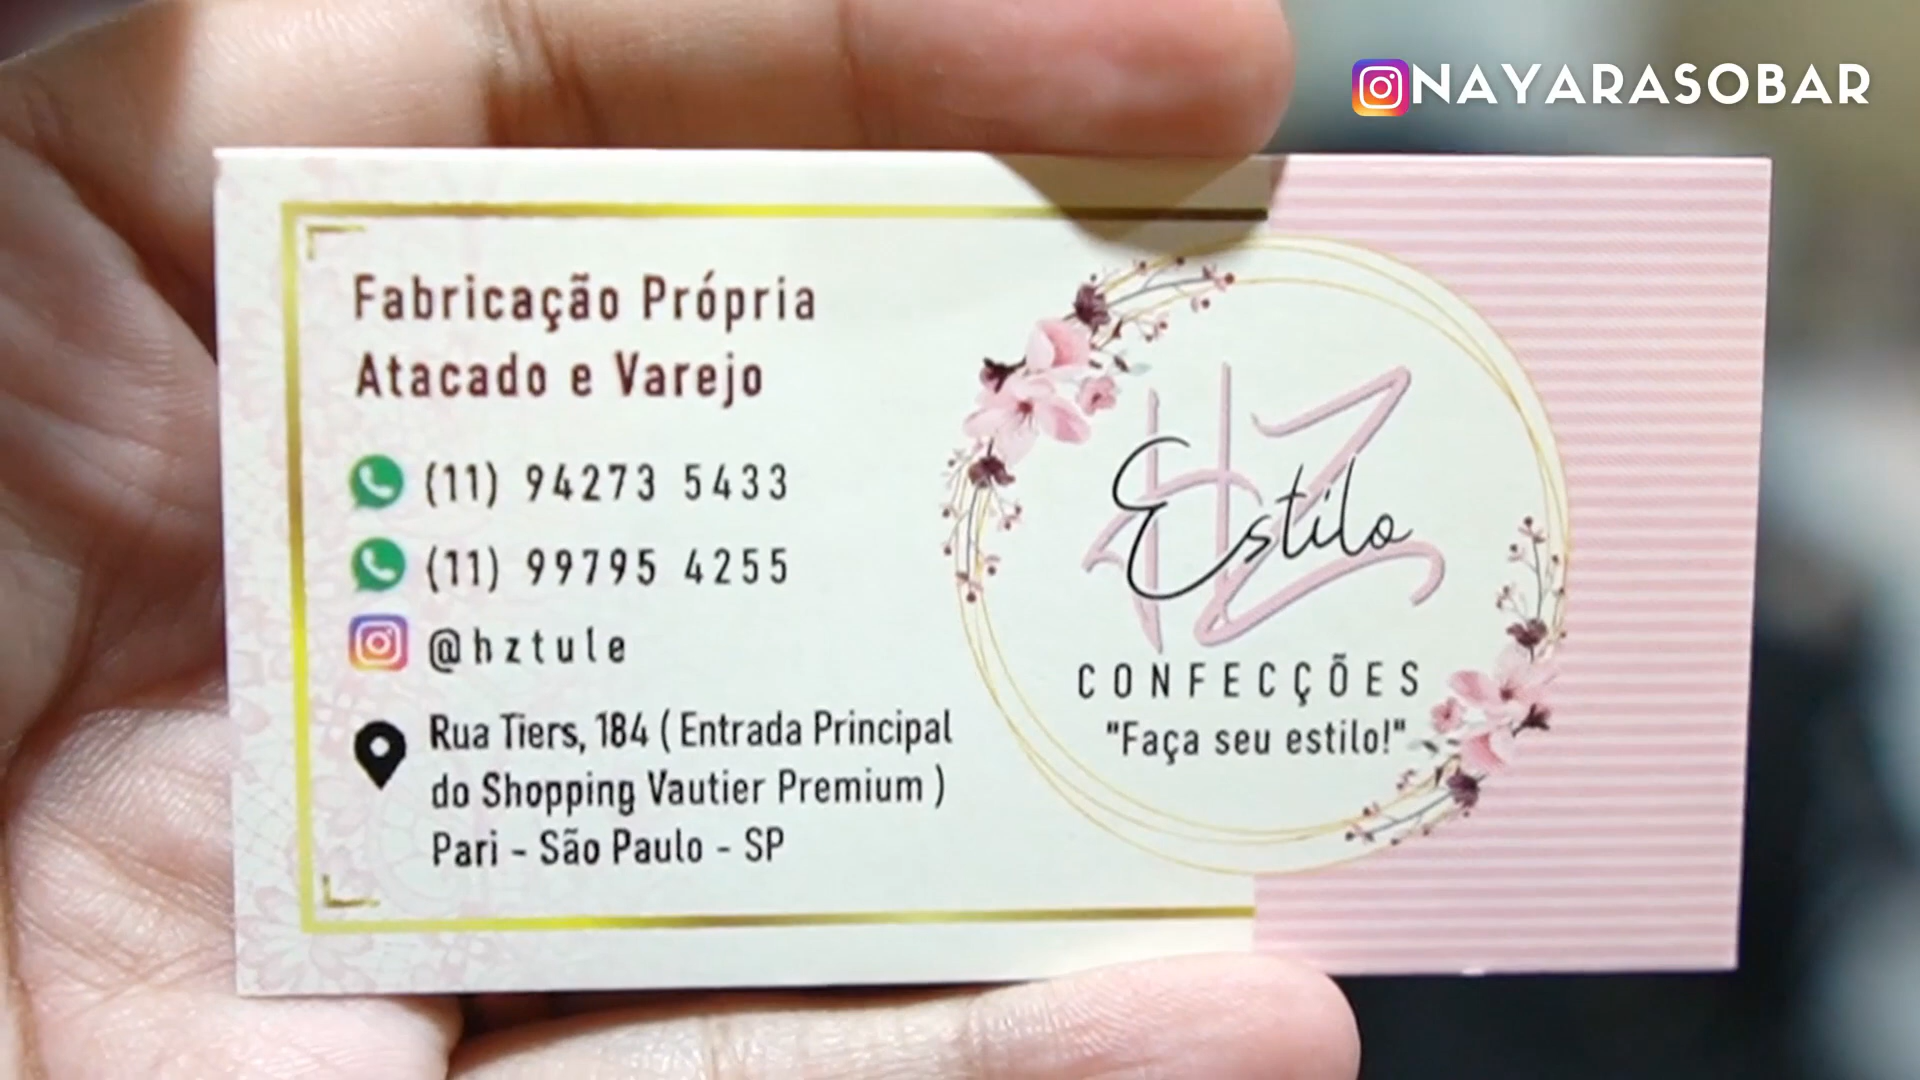 NAYARASOBAR
Fabricação Própria
Atacado e Varejo
(11) 94273 5433
(11) 99795 4255
@hztule
Rua Tiers, 184 ( Entrada Principal
do Shopping Vautier Premium )
Pari - São Paulo - SP
HZ
Estilo
CONFECÇÕES
"Faça seu estilo!"